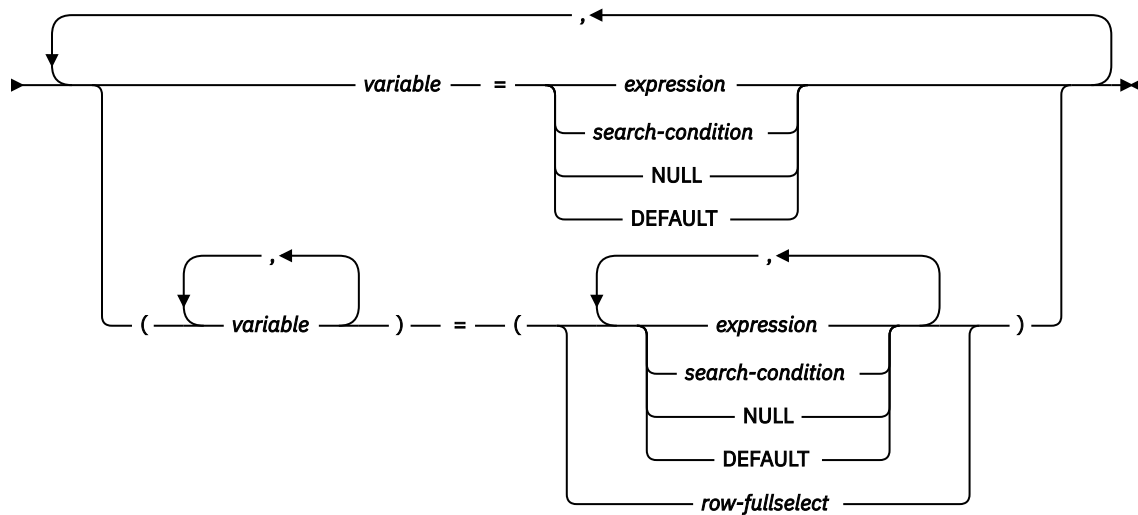 ,
variable = expression
search-condition
NULL
DEFAULT
, ,
( variable ) = ( expression )
search-condition
NULL
DEFAULT
row-fullselect